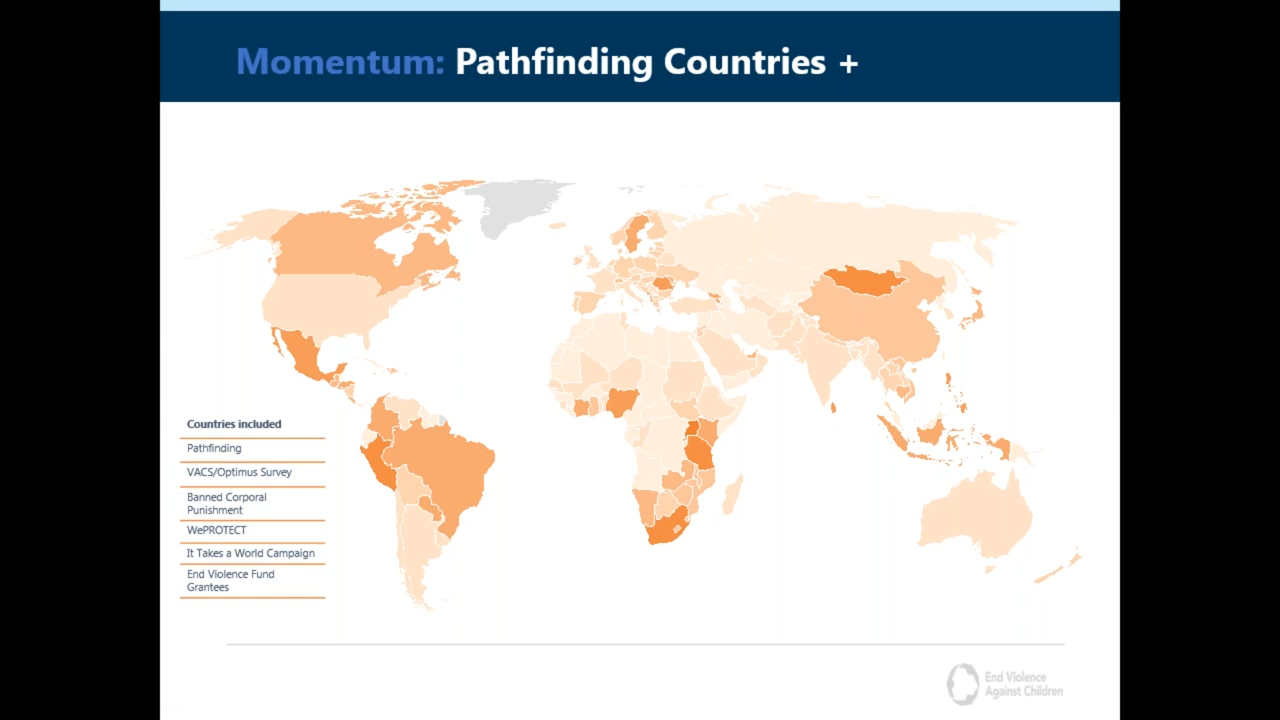 Momentum: Pathfinding Countries +
Countries included
Pathfinding
VACS/Optimus Survey
Banned Corporal
Punishment
WePROTECT
It Takes a World Campaign
End Violence Fund
Grantees
End Violence
Against Children